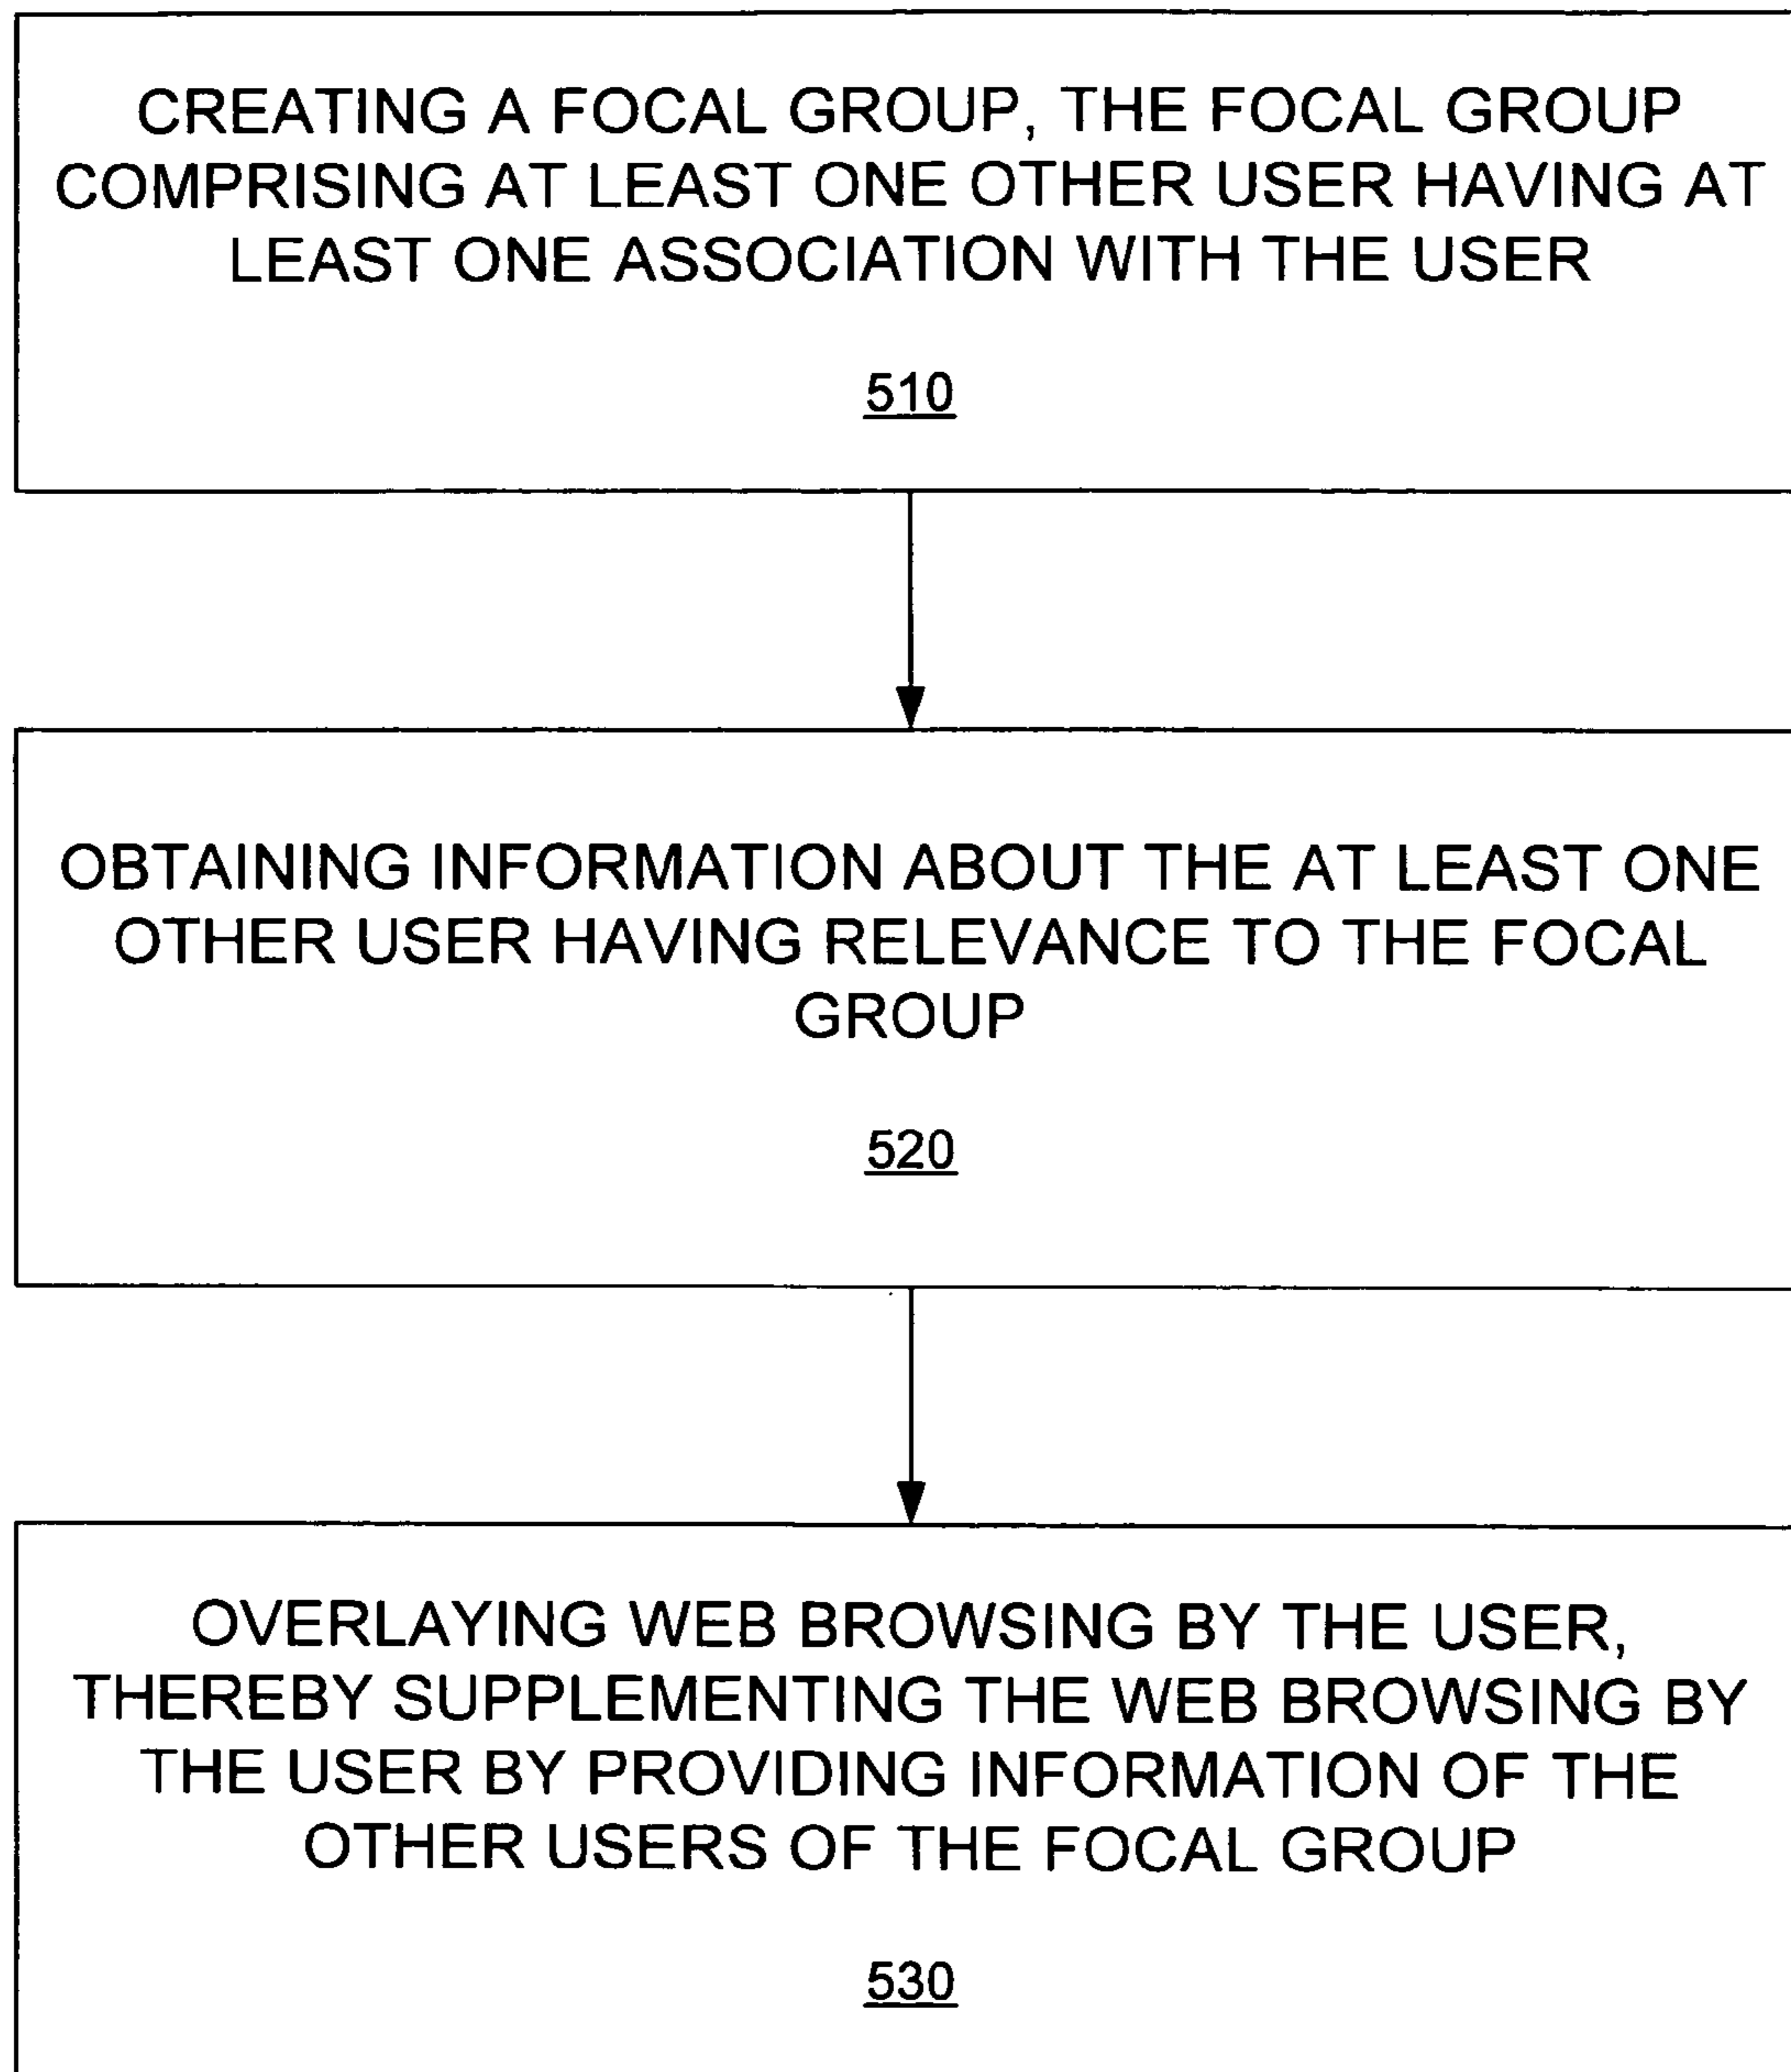 CREATING A FOCAL GROUP, THE FOCAL GROUP
COMPRISING AT LEAST ONE OTHER USER HAVING AT
LEAST ONE ASSOCIATION WITH THE USER
510
OBTAINING INFORMATION ABOUT THE AT LEAST ONE
OTHER USER HAVING RELEVANCE TO THE FOCAL
GROUP
520
OVERLAYING WEB BROWSING BY THE USER,
THEREBY SUPPLEMENTING THE WEB BROWSING BY
THE USER BY PROVIDING INFORMATION OF THE
OTHER USERS OF THE FOCAL GROUP
530